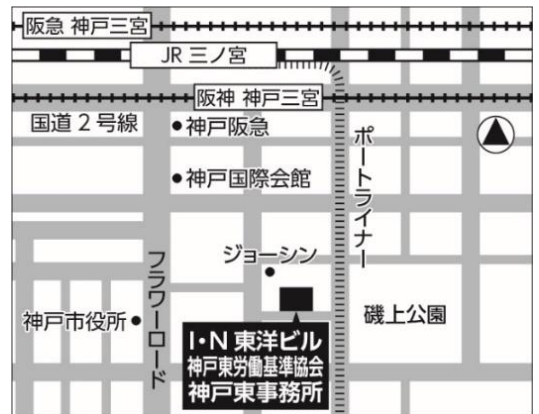 阪急 神戸三宮
JR 三ノ宮
阪神 神戸三宮
国道2号線
神戸阪急
神戸国際会館
ポートライナー
ジョーシン
フラワーロード
神戸市役所
磯上公園
I・N 東洋ビル
神戸東労働基準協会
神戸東事務所